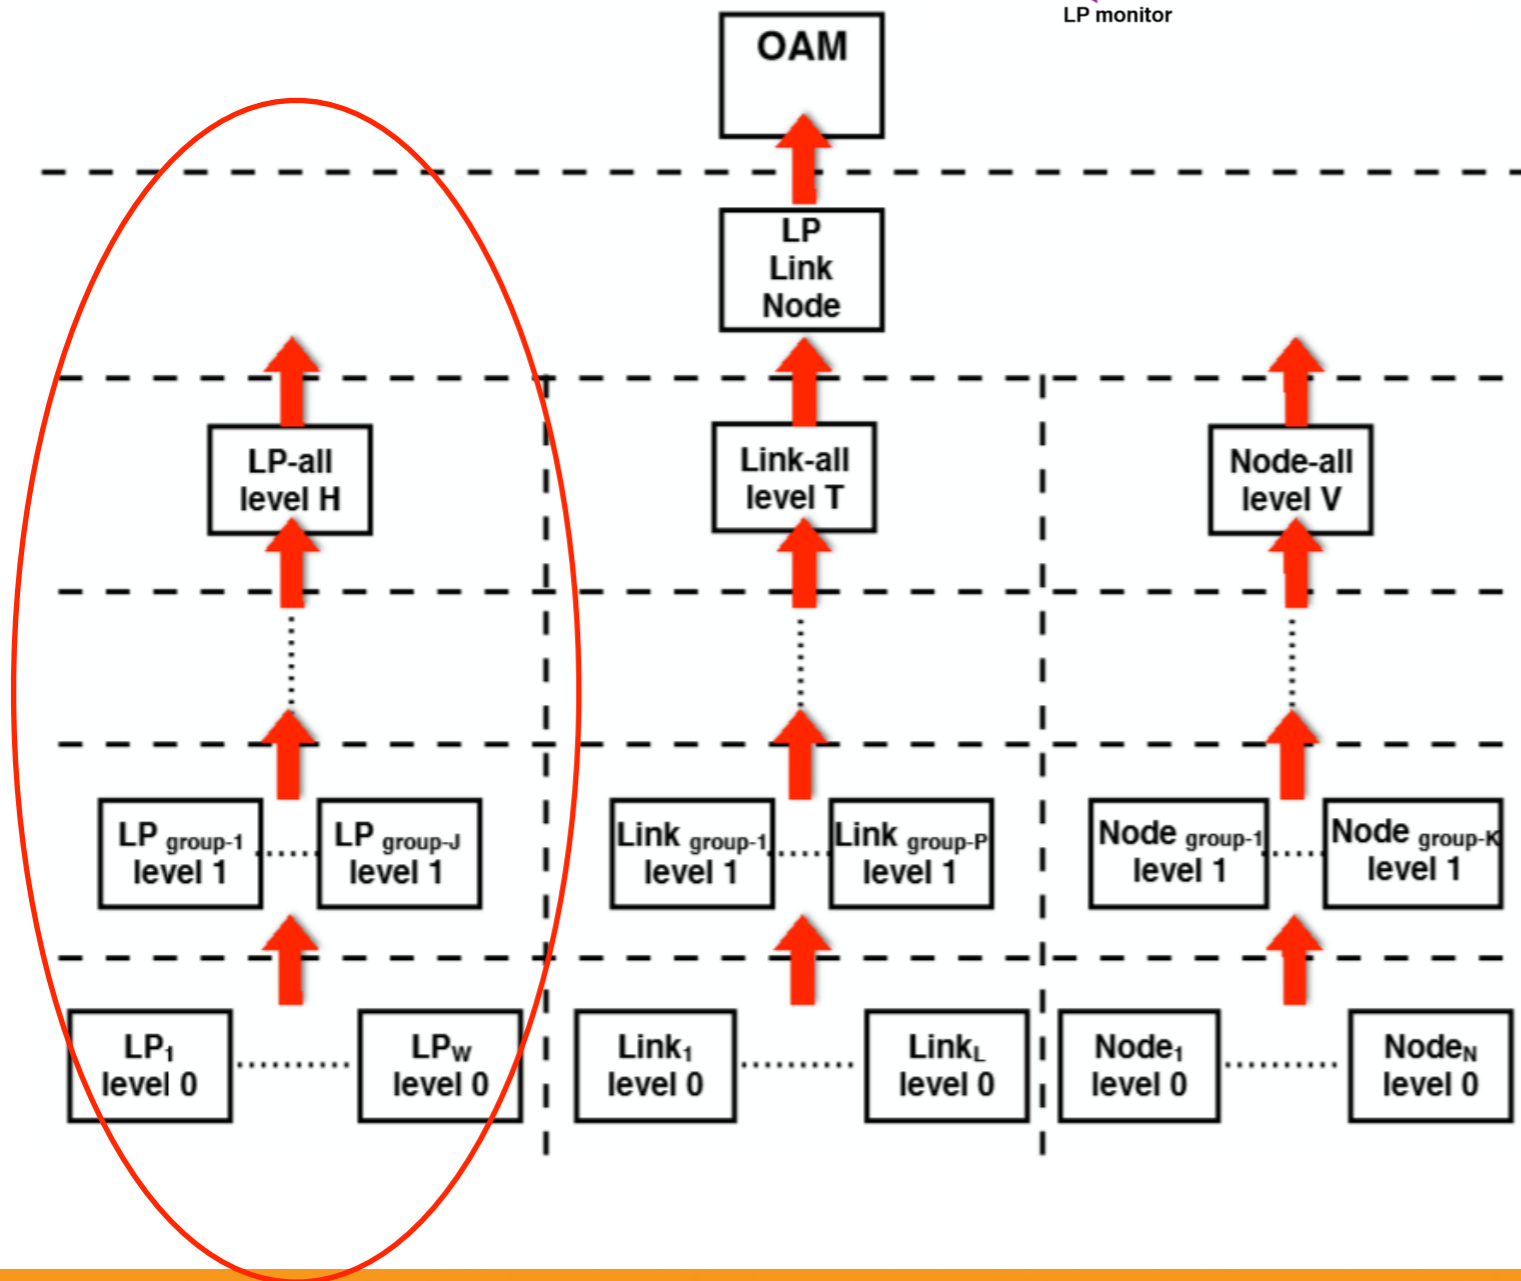 LP monitor
OAM
LP
Link
Node
LP-all
level H
Link-all
level T
Node-all
level V
LP group-1
level 1
LP group-J
level 1
Link group-1
level 1
Link group-P
level 1
Node group-1
level 1
Node group-K
level 1
LP1
level 0
LPW
level 0
Link1
level 0
LinkL
level 0
Node1
level 0
NodeN
level 0